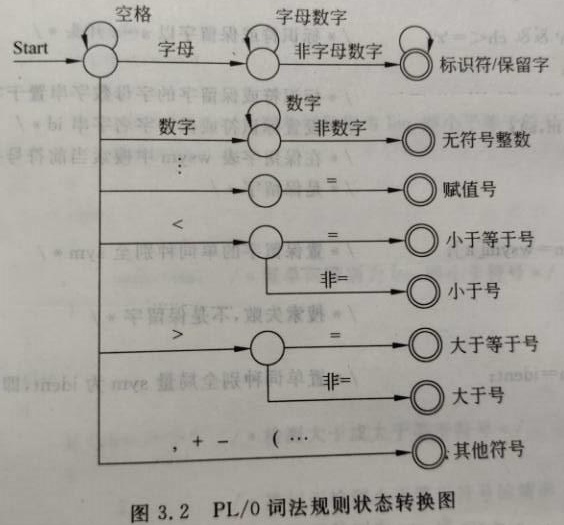 空格
字母数字
Start
字母
非字母数字
标识符/保留字
数字
数字
非数字
无符号整数
:
=
赋值号
<
=
小于等于号
非=
小于号
>
=
大于等于号
非=
大于号
, + - (…
其他符号
图 3.2 PL/0 词法规则状态转换图